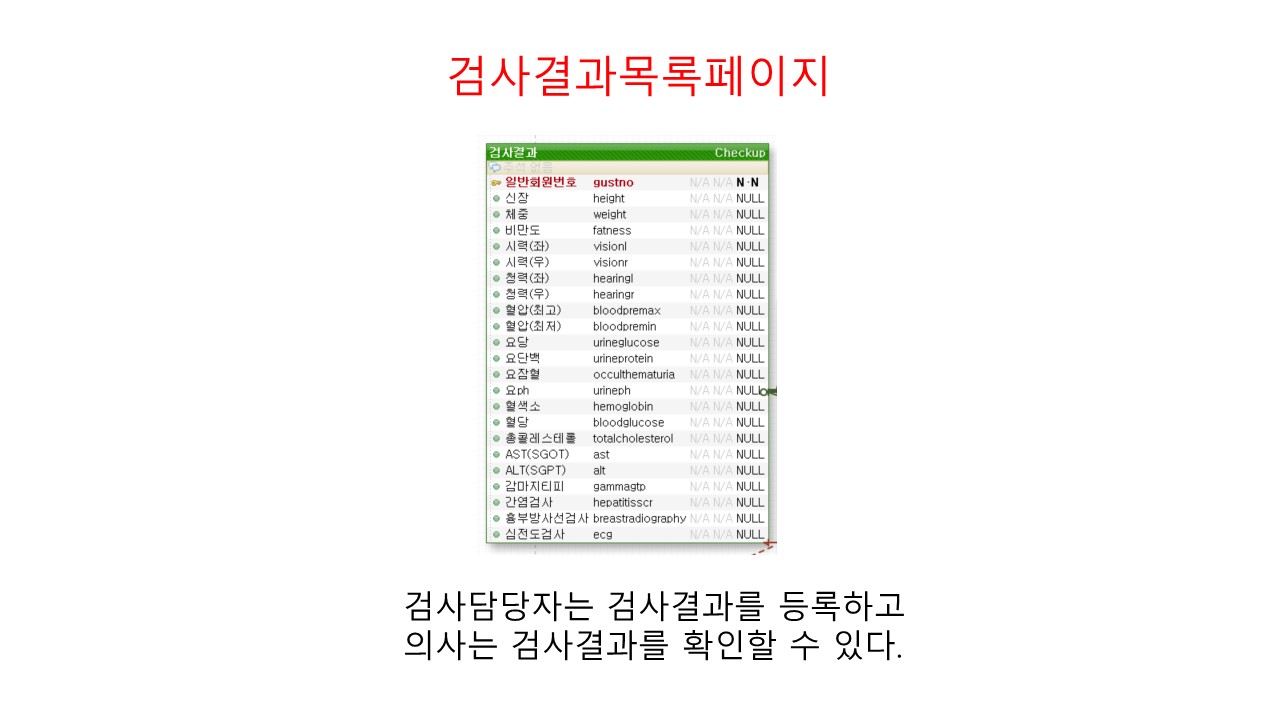 검사결과목록페이지
검사결과 Checkup
주석 없음
일반회원번호 gustno N/A N/A N-N
신장 height N/A N/A NULL
체중 weight N/A N/A NULL
비만도 fatness N/A N/A NULL
시력(좌) visionl N/A N/A NULL
시력(우) visionr N/A N/A NULL
청력(좌) hearingl N/A N/A NULL
청력(우) hearingr N/A N/A NULL
혈압(최고) bloodpremax N/A N/A NULL
혈압(최저) bloodpremin N/A N/A NULL
요당 urineglucose N/A N/A NULL
요단백 urineprotein N/A N/A NULL
요잠혈 occulthematuria N/A N/A NULL
요ph urineph N/A N/A NULL
혈색소 hemoglobin N/A N/A NULL
혈당 bloodglucose N/A N/A NULL
총콜레스테롤 totalcholesterol N/A N/A NULL
AST(SGOT) ast N/A N/A NULL
ALT(SGPT) alt N/A N/A NULL
감마지티피 gammagtp N/A N/A NULL
간염검사 hepatitisscr N/A N/A NULL
흉부방사선검사 breastradiography N/A N/A NULL
심전도검사 ecg N/A N/A NULL
검사담당자는 검사결과를 등록하고
의사는 검사결과를 확인할 수 있다.